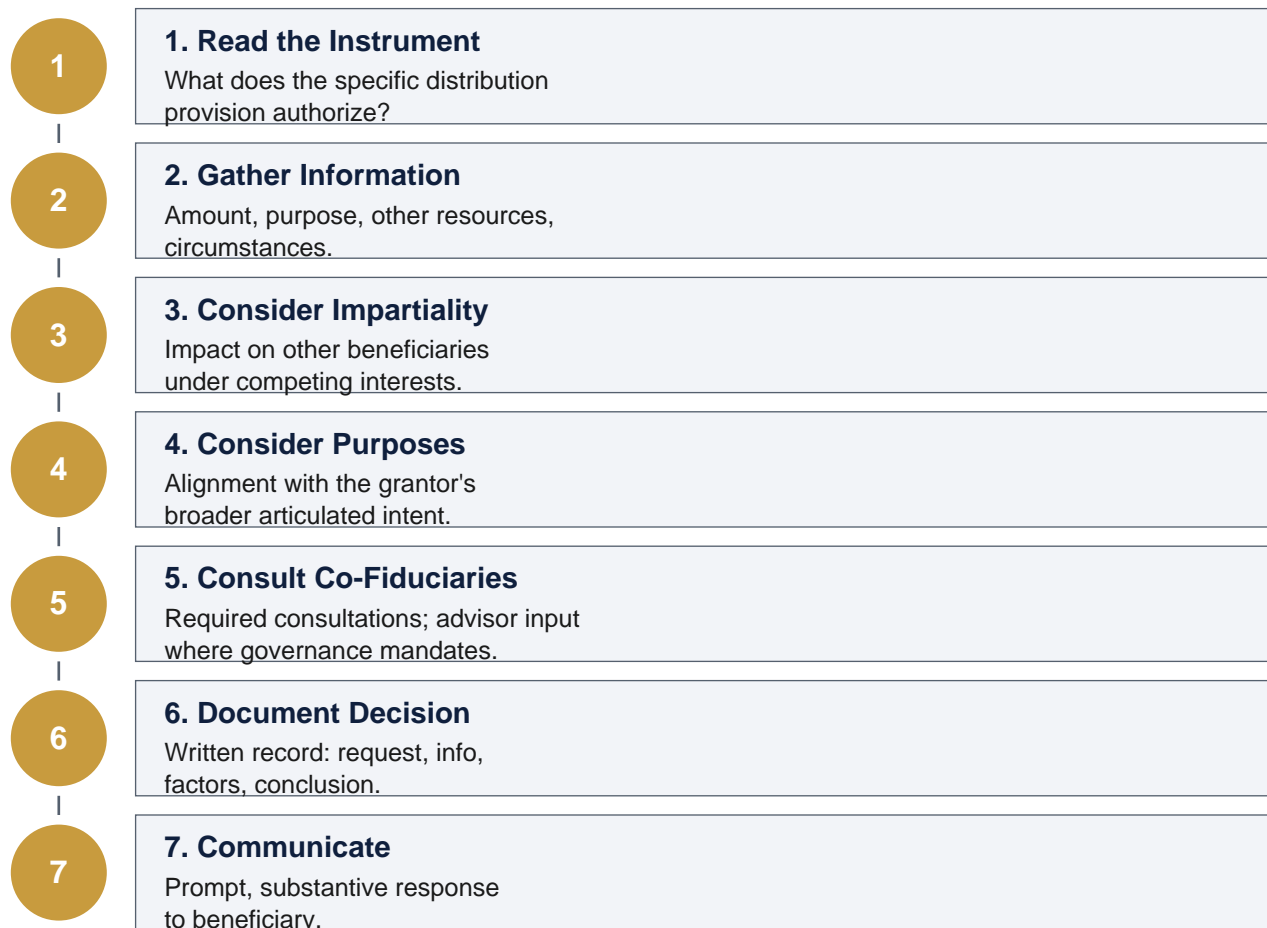 1
1. Read the Instrument
What does the specific distribution
provision authorize?
2
2. Gather Information
Amount, purpose, other resources,
circumstances.
3
3. Consider Impartiality
Impact on other beneficiaries
under competing interests.
4
4. Consider Purposes
Alignment with the grantor's
broader articulated intent.
5
5. Consult Co-Fiduciaries
Required consultations; advisor input
where governance mandates.
6
6. Document Decision
Written record: request, info,
factors, conclusion.
7
7. Communicate
Prompt, substantive response
to beneficiary.